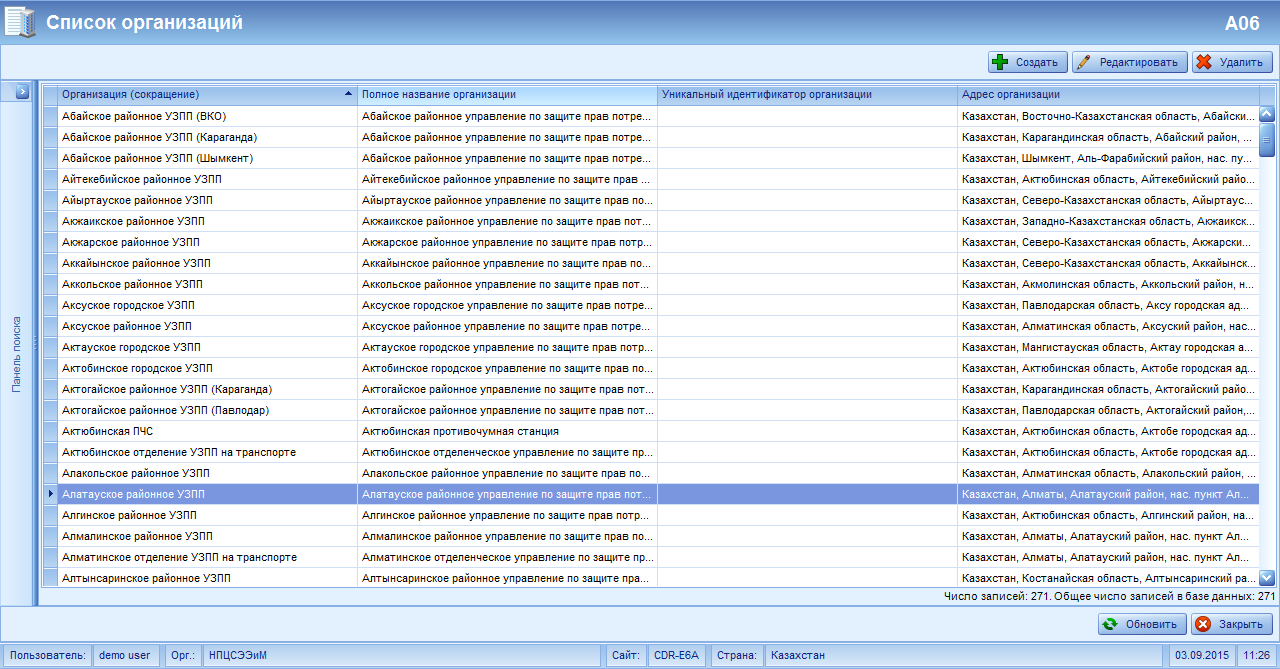 Список организаций A06
Создать Редактировать Удалить
Панель поиска
Организация (сокращение) Полное название организации Уникальный идентификатор организации Адрес организации
Абайское районное УЗПП (ВКО) Абайское районное управление по защите прав потре... Казахстан, Восточно-Казахстанская область, Абайски...
Абайское районное УЗПП (Караганда) Абайское районное управление по защите прав потре... Казахстан, Карагандинская область, Абайский район, ...
Абайское районное УЗПП (Шымкент) Абайское районное управление по защите прав потре... Казахстан, Шымкент, Аль-Фарабийский район, нас. пу...
Айтекебийское районное УЗПП Айтекебийское районное управление по защите прав ... Казахстан, Актюбинская область, Айтекебийский райо...
Айыртауское районное УЗПП Айыртауское районное управление по защите прав по... Казахстан, Северо-Казахстанская область, Айыртаус...
Акжаикское районное УЗПП Акжаикское районное управление по защите прав пот... Казахстан, Западно-Казахстанская область, Акжаикск...
Акжарское районное УЗПП Акжарское районное управление по защите прав потр... Казахстан, Северо-Казахстанская область, Акжарски...
Аккайынское районное УЗПП Аккайынское районное управление по защите прав по... Казахстан, Северо-Казахстанская область, Аккайынск...
Аккольское районное УЗПП Аккольское районное управление по защите прав пот... Казахстан, Акмолинская область, Аккольский район, н...
Аксуское городское УЗПП Аксуское городское управление по защите прав потре... Казахстан, Павлодарская область, Аксу городская ад...
Аксуское районное УЗПП Аксуское районное управление по защите прав потре... Казахстан, Алматинская область, Аксуский район, нас...
Актауское городское УЗПП Актауское городское управление по защите прав потр... Казахстан, Мангистауская область, Актау городская а...
Актобинское городское УЗПП Актобинское городское управление по защите прав по... Казахстан, Актюбинская область, Актобе городская ад...
Актогайское районное УЗПП (Караганда) Актогайское районное управление по защите прав пот... Казахстан, Карагандинская область, Актогайский райо...
Актогайское районное УЗПП (Павлодар) Актогайское районное управление по защите прав пот... Казахстан, Павлодарская область, Актогайский район,...
Актюбинская ПЧС Актюбинская противочумная станция Казахстан, Актюбинская область, Актобе городская ад...
Актюбинское отделение УЗПП на транспорте Актюбинское отделенческое управление по защите пр... Казахстан, Актюбинская область, Актобе городская ад...
Алакольское районное УЗПП Алакольское районное управление по защите прав по... Казахстан, Алматинская область, Алакольский район, ...
Алатауское районное УЗПП Алатауское районное управление по защите прав пот... Казахстан, Алматы, Алатауский район, нас. пункт Ал...
Алгинское районное УЗПП Алгинское районное управление по защите прав потр... Казахстан, Актюбинская область, Алгинский район, на...
Алмалинское районное УЗПП Алмалинское районное управление по защите прав по... Казахстан, Алматы, Алатауский район, нас. пункт Ал...
Алматинское отделение УЗПП на транспорте Алматинское отделенческое управление по защите пр... Казахстан, Алматы, Алатауский район, нас. пункт Ал...
Алтынсаринское районное УЗПП Алтынсаринское районное управление по защите пра... Казахстан, Костанайская область, Алтынсаринский ра...
Число записей: 271. Общее число записей в базе данных: 271
Обновить Закрыть
Пользователь: demo user Орг.: НПЦСЭЭиМ Сайт: CDR-E6A Страна: Казахстан 03.09.2015 11:26